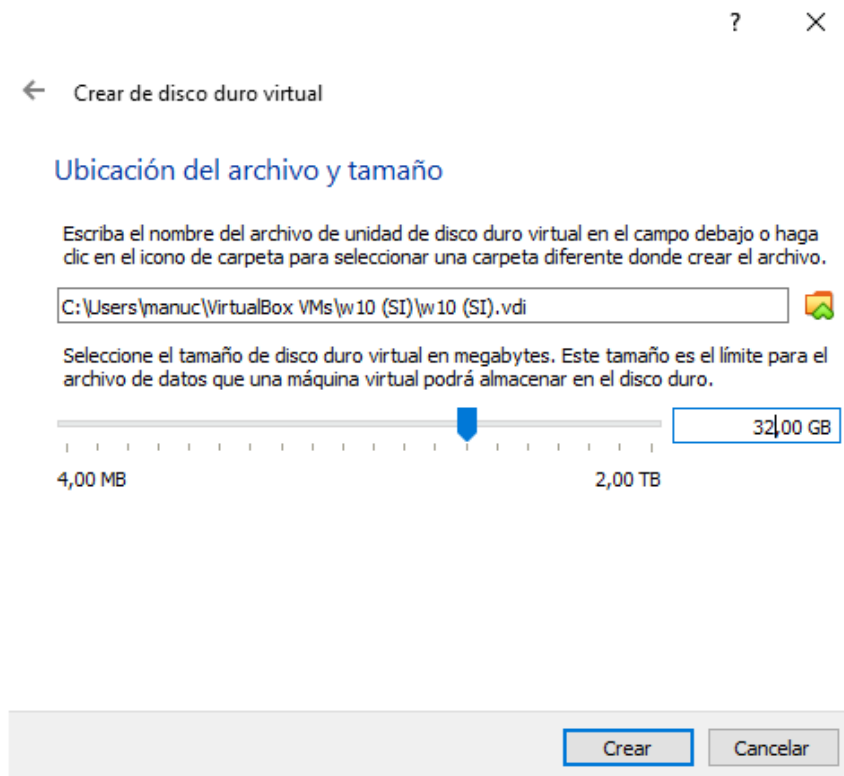 ?
Crear de disco duro virtual
Ubicación del archivo y tamaño
Escriba el nombre del archivo de unidad de disco duro virtual en el campo debajo o haga
clic en el icono de carpeta para seleccionar una carpeta diferente donde crear el archivo.
C:\Users\manuc\VirtualBox VMs\w10 (SI)\w10 (SI).vdi
Seleccione el tamaño de disco duro virtual en megabytes. Este tamaño es el límite para el
archivo de datos que una máquina virtual podrá almacenar en el disco duro.
32,00 GB
4,00 MB 2,00 TB
Crear Cancelar